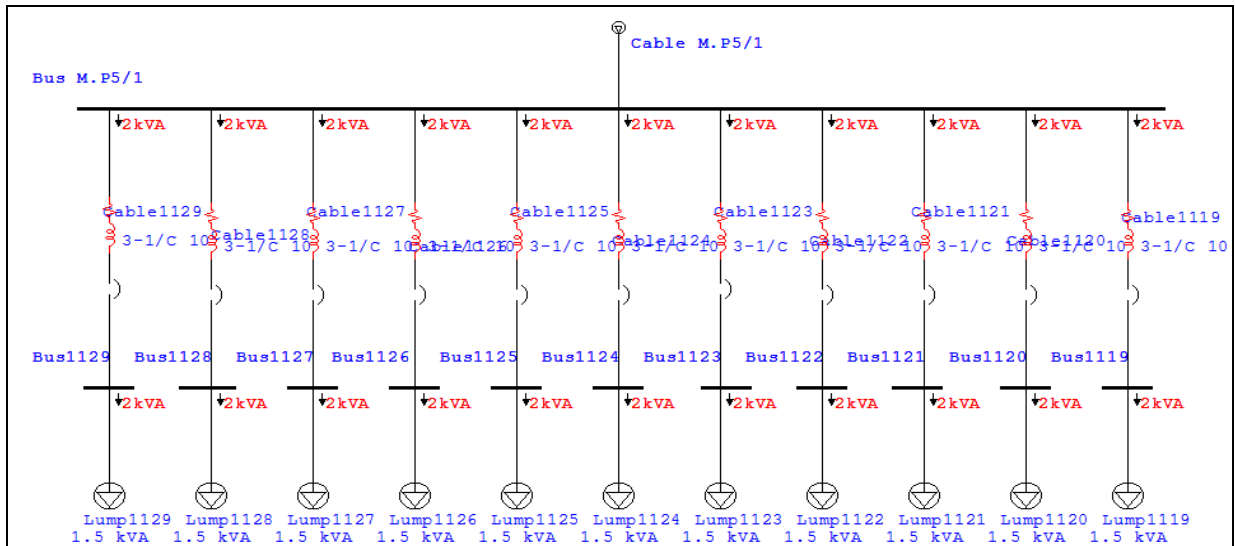 Cable M.P5/1
Bus M.P5/1
2kVA 2kVA 2kVA 2kVA 2kVA 2kVA 2kVA 2kVA 2kVA 2kVA 2kVA
Cable1129 Cable1127 Cable1125 Cable1123 Cable1121 Cable1119
Cable1128 Cable1126 Cable1124 Cable1122 Cable1120
3-1/C 10 3-1/C 10 3-1/C 10 3-1/C 10 3-1/C 10 3-1/C 10 3-1/C 10 3-1/C 10 3-1/C 10 3-1/C 10 3-1/C 10
Bus1129 Bus1128 Bus1127 Bus1126 Bus1125 Bus1124 Bus1123 Bus1122 Bus1121 Bus1120 Bus1119
2kVA 2kVA 2kVA 2kVA 2kVA 2kVA 2kVA 2kVA 2kVA 2kVA 2kVA
Lump1129 Lump1128 Lump1127 Lump1126 Lump1125 Lump1124 Lump1123 Lump1122 Lump1121 Lump1120 Lump1119
1.5 kVA 1.5 kVA 1.5 kVA 1.5 kVA 1.5 kVA 1.5 kVA 1.5 kVA 1.5 kVA 1.5 kVA 1.5 kVA 1.5 kVA